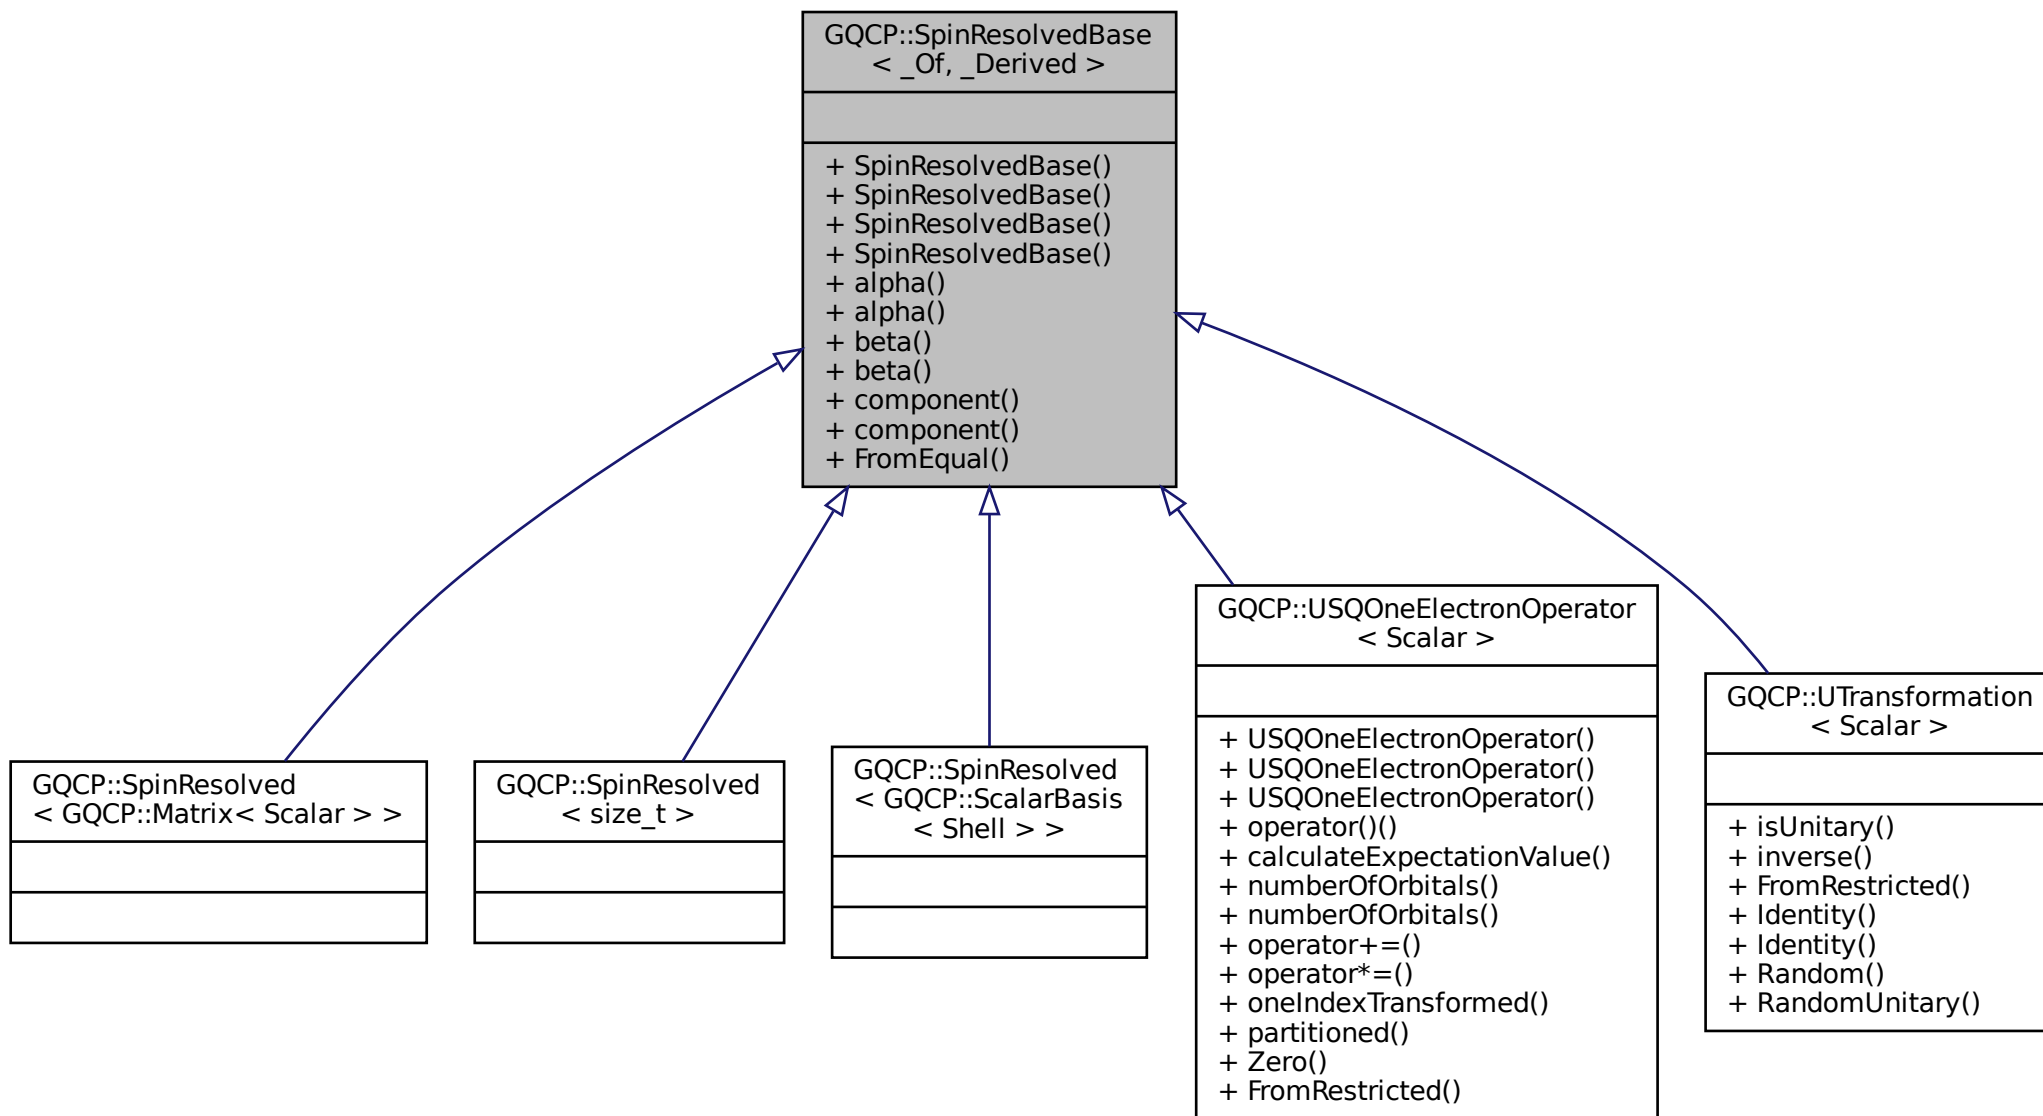 GQCP::SpinResolvedBase
< _Of, _Derived >
+ SpinResolvedBase()
+ SpinResolvedBase()
+ SpinResolvedBase()
+ SpinResolvedBase()
+ alpha()
+ alpha()
+ beta()
+ beta()
+ component()
+ component()
+ FromEqual()
GQCP::SpinResolved
< GQCP::Matrix< Scalar > >
GQCP::SpinResolved
< size_t >
GQCP::SpinResolved
< GQCP::ScalarBasis
< Shell > >
GQCP::USQOneElectronOperator
< Scalar >
+ USQOneElectronOperator()
+ USQOneElectronOperator()
+ USQOneElectronOperator()
+ operator()()
+ calculateExpectationValue()
+ numberOfOrbitals()
+ numberOfOrbitals()
+ operator+=()
+ operator*=()
+ oneIndexTransformed()
+ partitioned()
+ Zero()
+ FromRestricted()
GQCP::UTransformation
< Scalar >
+ isUnitary()
+ inverse()
+ FromRestricted()
+ Identity()
+ Identity()
+ Random()
+ RandomUnitary()